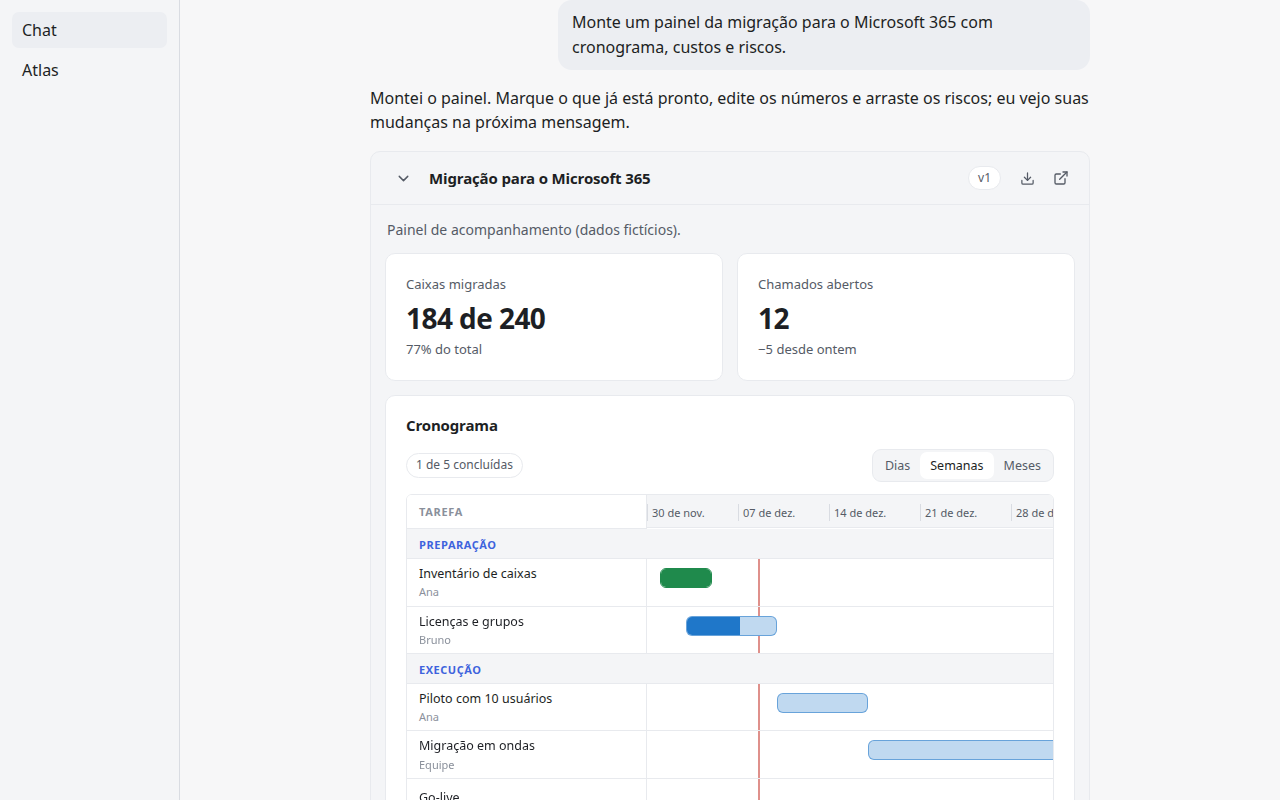 Chat
Atlas
Monte um painel da migração para o Microsoft 365 com
cronograma, custos e riscos.
Montei o painel. Marque o que já está pronto, edite os números e arraste os riscos; eu vejo suas
mudanças na próxima mensagem.
Migração para o Microsoft 365
v1
Painel de acompanhamento (dados fictícios).
Caixas migradas
184 de 240
77% do total
Chamados abertos
12
−5 desde ontem
Cronograma
1 de 5 concluídas
Dias Semanas Meses
TAREFA 30 de nov. 07 de dez. 14 de dez. 21 de dez. 28 de d
PREPARAÇÃO
Inventário de caixas
Ana
Licenças e grupos
Bruno
EXECUÇÃO
Piloto com 10 usuários
Ana
Migração em ondas
Equipe
Go-live